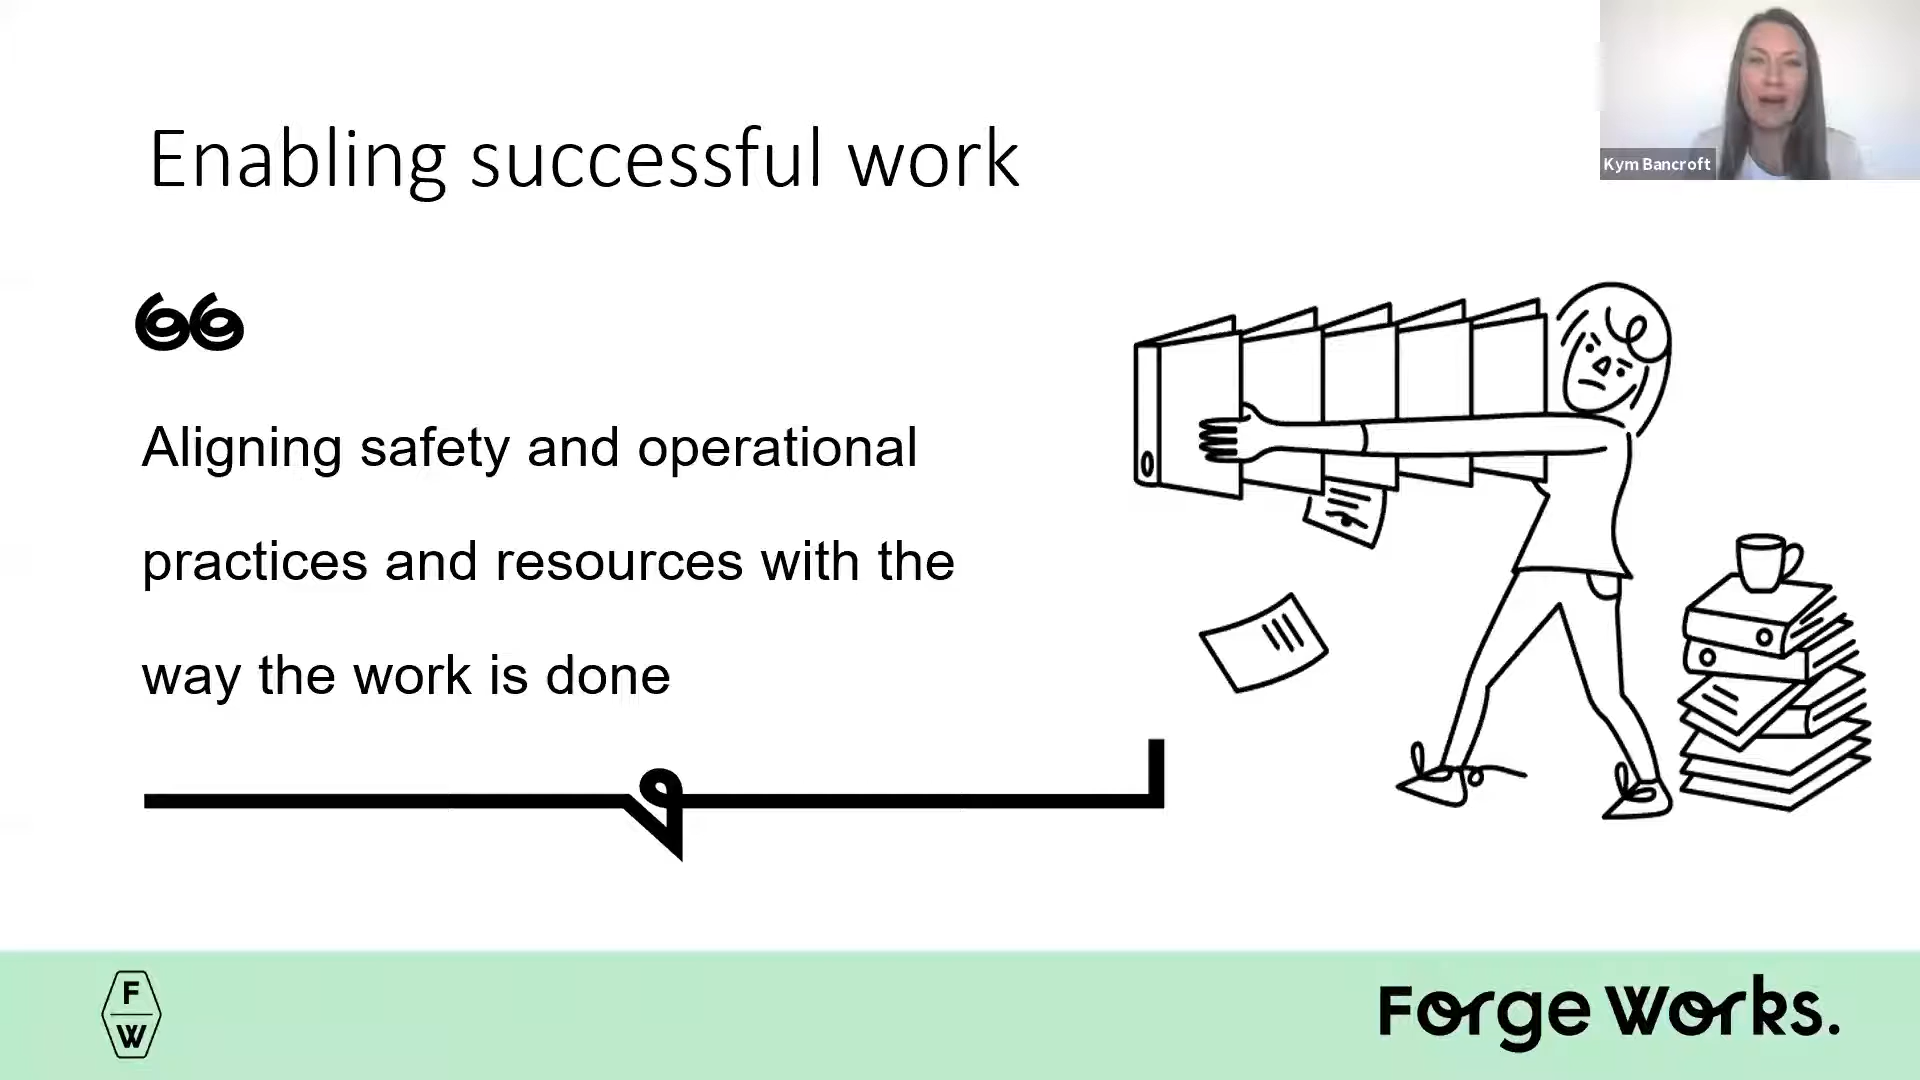 Kym Bancroft
Enabling successful work
Aligning safety and operational
practices and resources with the
way the work is done
F
W
Forge Works.